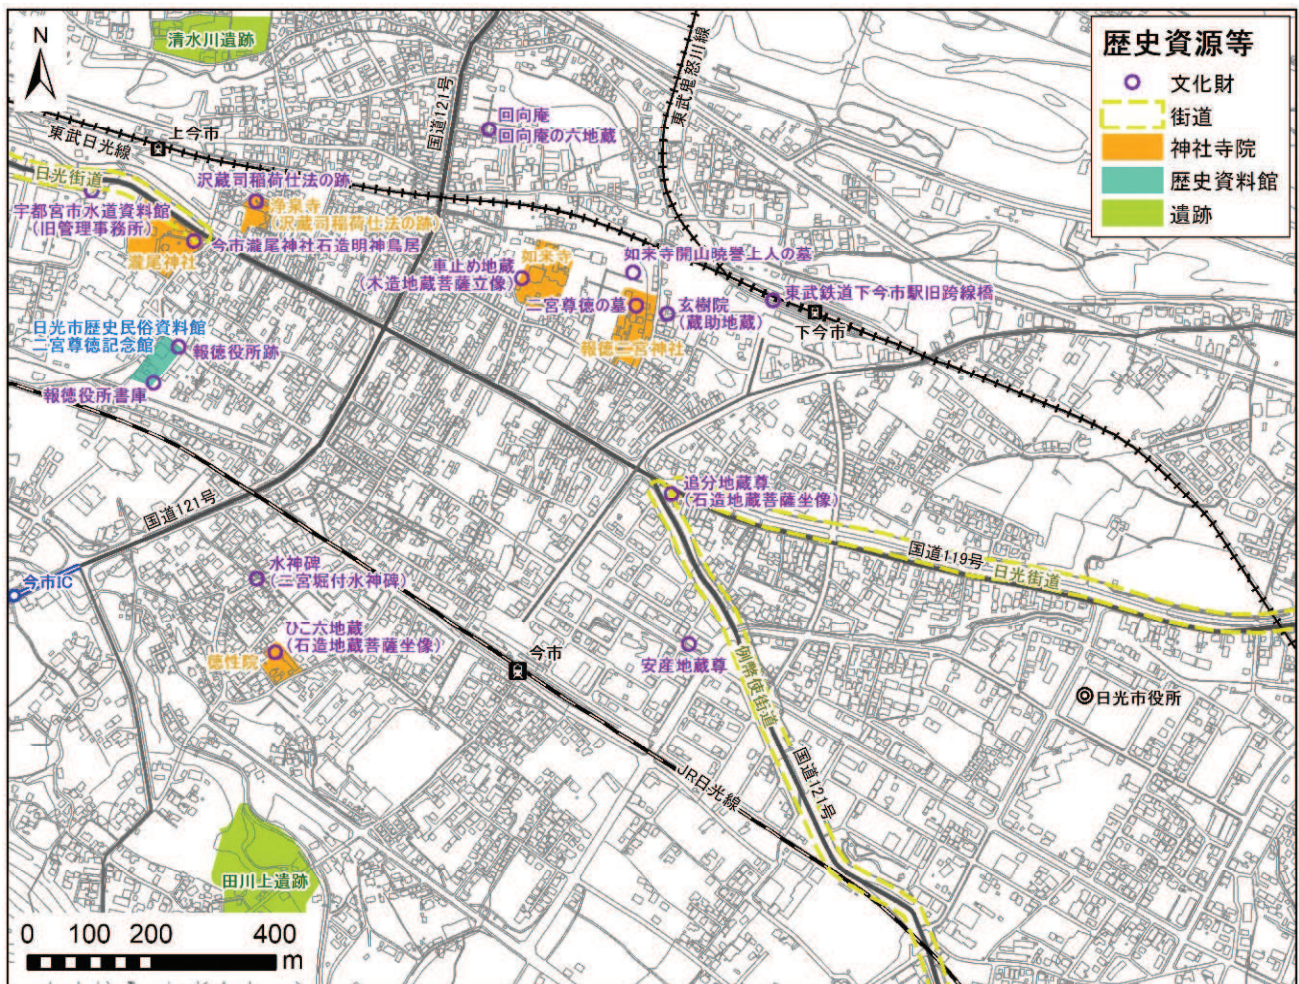 N
清水川遺跡
上今市
東武日光線
日光街道
国道121号
回向庵
回向庵の六地蔵
東武鬼怒川線
沢蔵司稲荷仕法の跡
浄泉寺
(沢蔵司稲荷仕法の跡)
宇都宮市水道資料館
(旧管理事務所)
今市瀧尾神社石造明神鳥居
瀧尾神社
車止め地蔵
(木造地蔵菩薩立像)
如来寺
如来寺開山暁譽上人の墓
二宮尊徳の墓
玄樹院
(蔵助地蔵)
報徳二宮神社
東武鉄道下今市駅旧跨線橋
下今市
日光市歴史民俗資料館
二宮尊徳記念館
報徳役所跡
報徳役所書庫
国道121号
今市IC
追分地蔵尊
(石造地蔵菩薩坐像)
国道119号
日光街道
水神碑
(二宮堀付水神碑)
ひこ六地蔵
(石造地蔵菩薩坐像)
徳性院
今市
安産地蔵尊
例幣使街道
国道121号
日光市役所
JR日光線
田川上遺跡
0 100 200 400
m
歴史資源等
文化財
街道
神社寺院
歴史資料館
遺跡